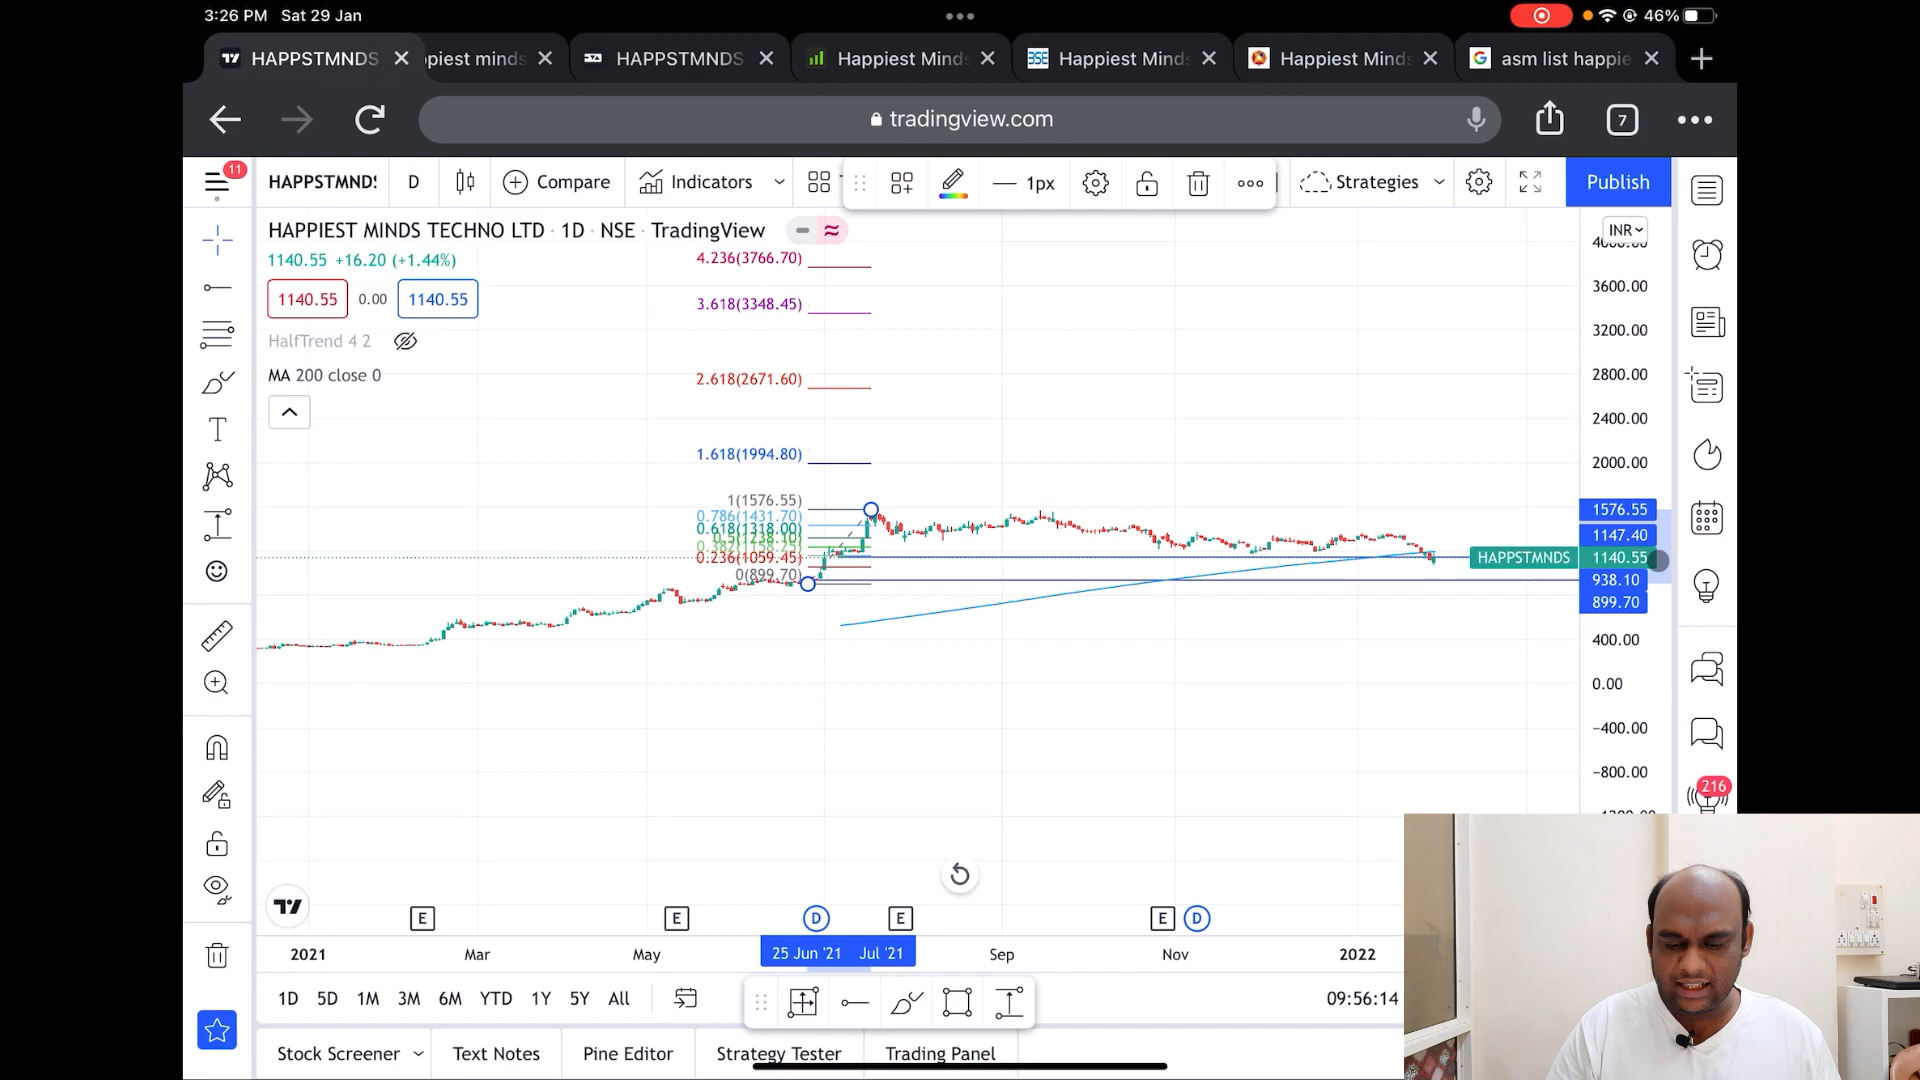 3:26 PM Sat 29 Jan
46%
HAPPSTMNDS
piest minds
HAPPSTMNDS
Happiest Minds
BSE Happiest Minds
Happiest Minds
asm list happie
tradingview.com
7
11
HAPPSTMNDS
D
Compare
Indicators
1px
Strategies
Publish
HAPPIEST MINDS TECHNO LTD · 1D · NSE · TradingView
1140.55 +16.20 (+1.44%)
1140.55 0.00 1140.55
HalfTrend 4 2
MA 200 close 0
4.236(3766.70)
3.618(3348.45)
2.618(2671.60)
1.618(1994.80)
1(1576.55)
0.786(1431.70)
0.618(1318.00)
0.5(1238.10)
0.382(1158.25)
0.236(1059.45)
0(899.70)
INR
3600.00
3200.00
2800.00
2400.00
2000.00
1576.55
1147.40
HAPPSTMNDS 1140.55
938.10
899.70
400.00
0.00
−400.00
−800.00
216
E E D E E D
2021 Mar May 25 Jun '21 Jul '21 Sep Nov 2022
1D 5D 1M 3M 6M YTD 1Y 5Y All
09:56:14
Stock Screener Text Notes Pine Editor Strategy Tester Trading Panel